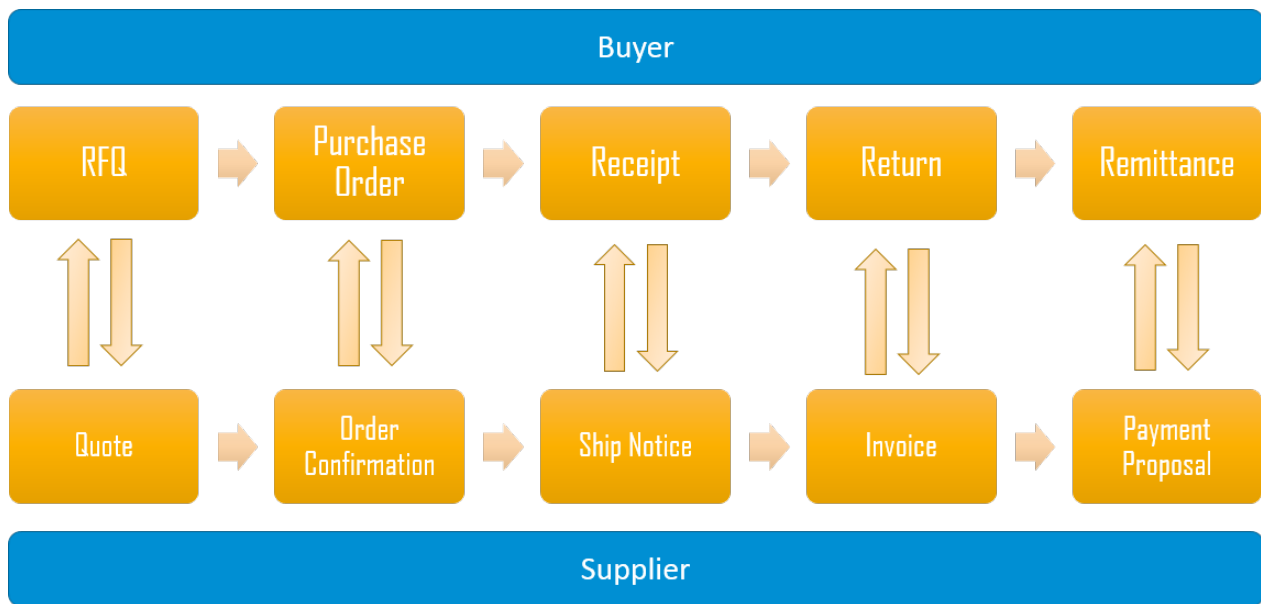 Buyer
RFQ
Purchase
Order
Receipt
Return
Remittance
Quote
Order
Confirmation
Ship Notice
Invoice
Payment
Proposal
Supplier